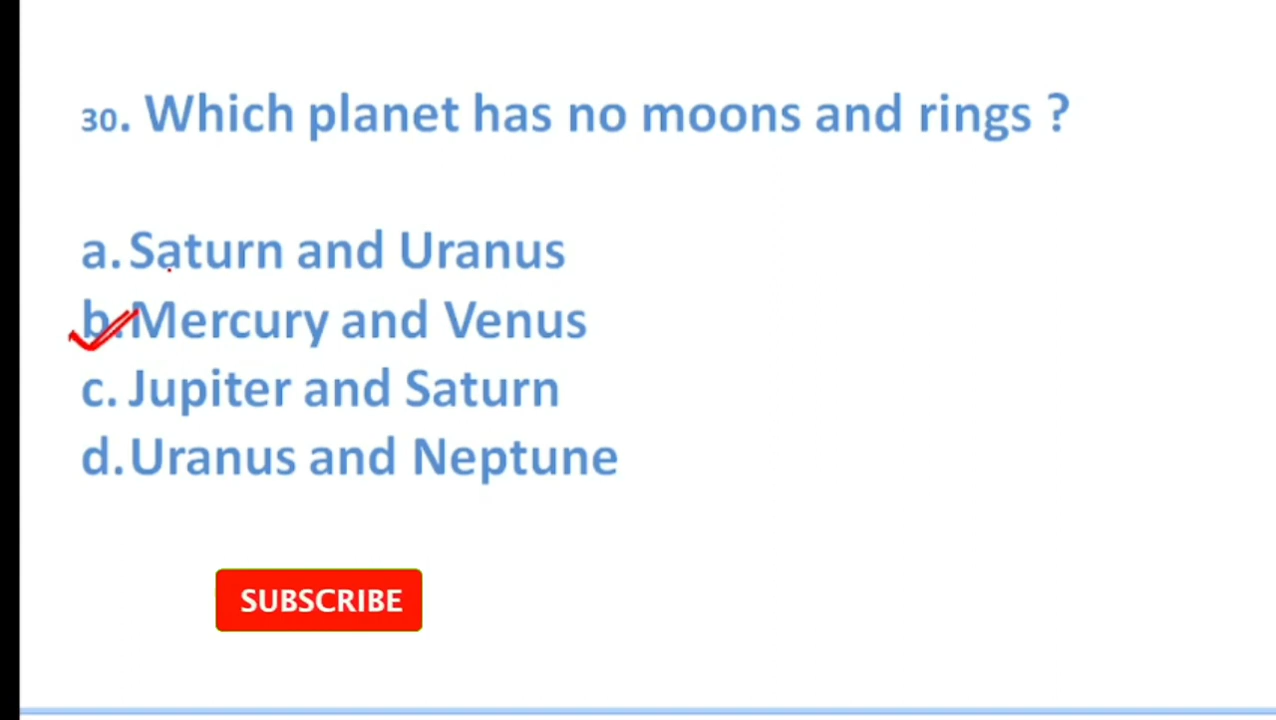 30. Which planet has no moons and rings ?
a. Saturn and Uranus
b. Mercury and Venus
c. Jupiter and Saturn
d. Uranus and Neptune
SUBSCRIBE